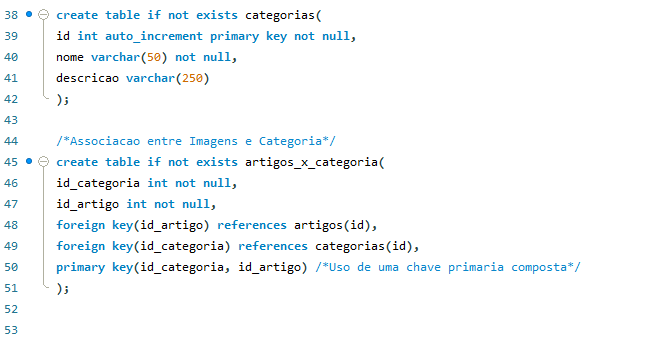 38 create table if not exists categorias(
39 id int auto_increment primary key not null,
40 nome varchar(50) not null,
41 descricao varchar(250)
42 );
43
44 /*Associacao entre Imagens e Categoria*/
45 create table if not exists artigos_x_categoria(
46 id_categoria int not null,
47 id_artigo int not null,
48 foreign key(id_artigo) references artigos(id),
49 foreign key(id_categoria) references categorias(id),
50 primary key(id_categoria, id_artigo) /*Uso de uma chave primaria composta*/
51 );
52
53